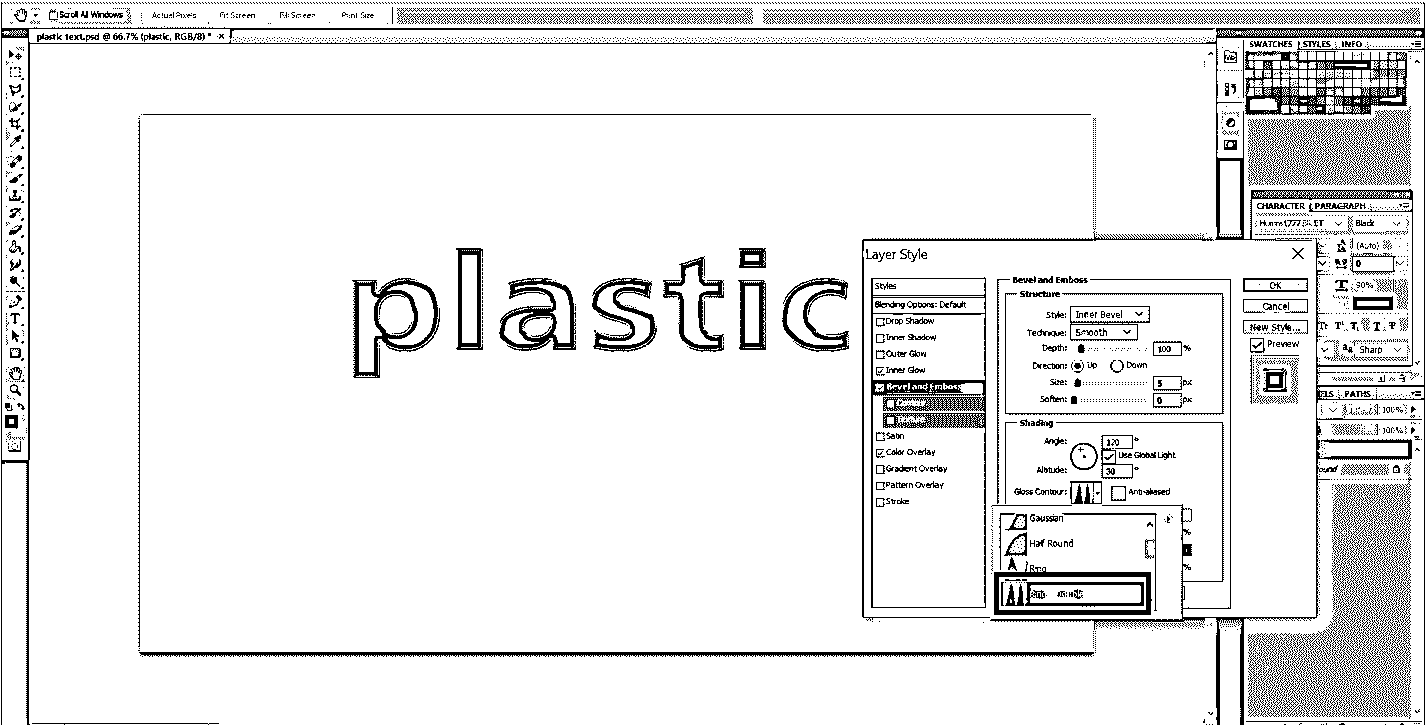 Scroll All Windows Actual Pixels Fit Screen Fill Screen Print Size
plastic text.psd @ 66.7% (plastic, RGB/8) * ×
SWATCHES STYLES INFO
plastic
CHARACTER PARAGRAPH
Black
(Auto)
0
90%
Sharp
PATHS
100%
100%
Layer Style
Styles
Blending Options: Default
Drop Shadow
Inner Shadow
Outer Glow
Inner Glow
Bevel and Emboss
Satin
Color Overlay
Gradient Overlay
Pattern Overlay
Stroke
Bevel and Emboss
Structure
Style: Inner Bevel
Technique: Smooth
Depth: 100 %
Direction: Up Down
Size: 5 px
Soften: 0 px
Shading
Angle: 120 °
Use Global Light
Altitude: 30 °
Gloss Contour: Anti-aliased
Gaussian
Half Round
Ring
%
%
OK
Cancel
New Style...
Preview